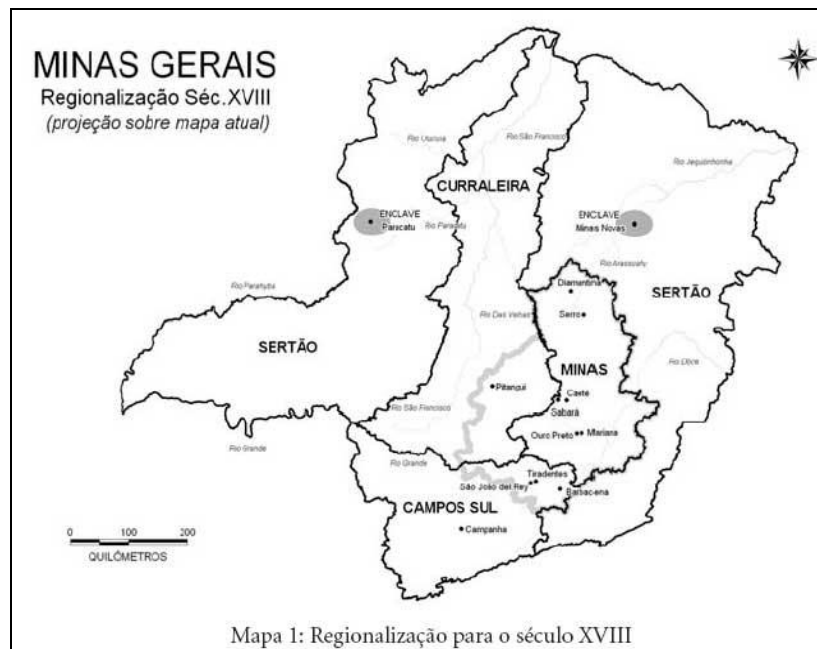 MINAS GERAIS
Regionalização Séc.XVIII
(projeção sobre mapa atual)
Rio Urucuia
Rio São Francisco
Rio Jequitinhonha
CURRALEIRA
ENCLAVE
Paracatu
ENCLAVE
Minas Novas
Rio Paracatu
Rio Arassuahi
Diamantina
Rio Paranyba
SERTÃO
Rio Das Velhas
Serro
SERTÃO
MINAS
Rio Doce
Pitangui
Caeté
Sabará
Rio São Francisco
Ouro Preto
Mariana
Rio Grande
Rio Grande
Tiradentes
São João del Rey
Barbacena
CAMPOS SUL
Campanha
0 100 200
QUILÔMETROS
Mapa 1: Regionalização para o século XVIII